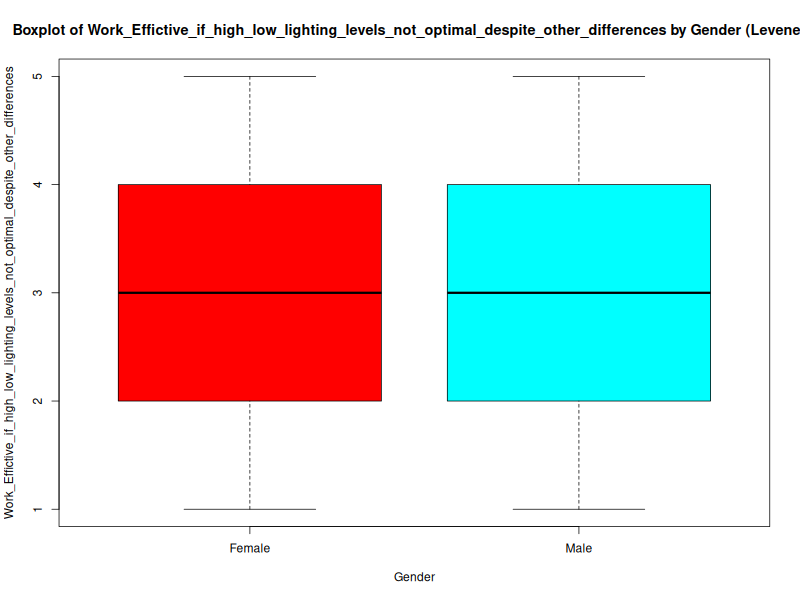 Boxplot of Work_Effictive_if_high_low_lighting_levels_not_optimal_despite_other_differences by Gender (Levene
Work_Effictive_if_high_low_lighting_levels_not_optimal_despite_other_differences
5
4
3
2
1
Female Male
Gender